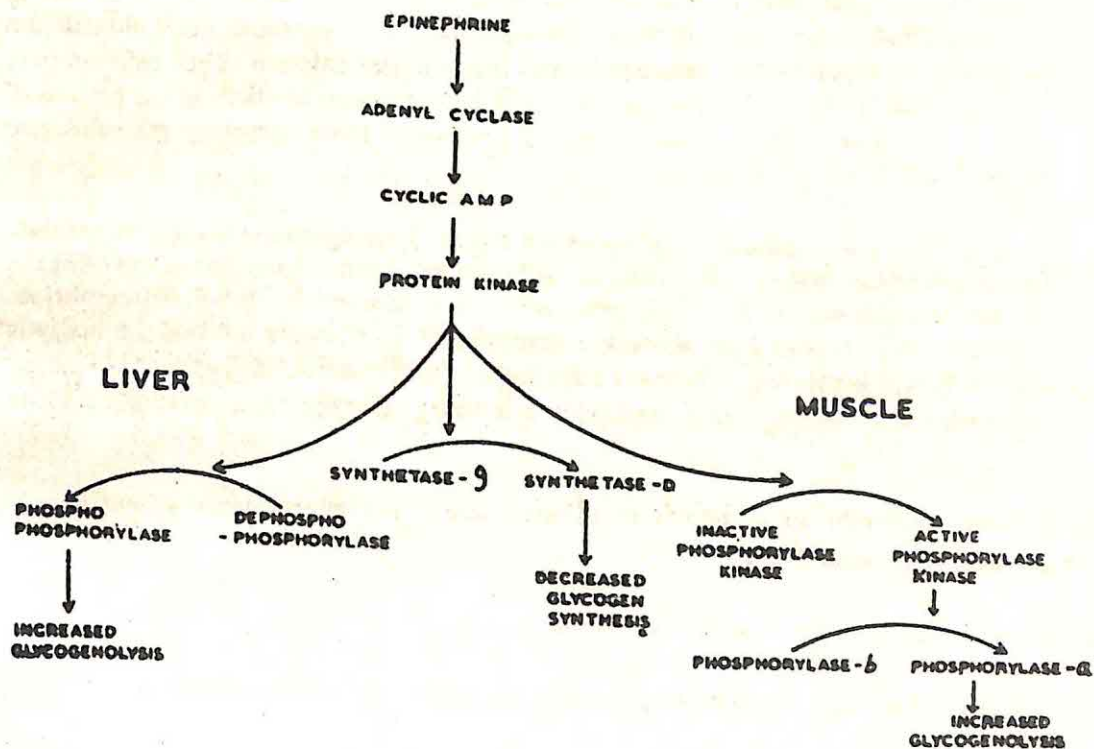 EPINEPHRINE
ADENYL CYCLASE
CYCLIC AMP
PROTEIN KINASE
LIVER
MUSCLE
SYNTHETASE - g
SYNTHETASE - D
PHOSPHO
PHOSPHORYLASE
DEPHOSPHO
- PHOSPHORYLASE
INACTIVE
PHOSPHORYLASE
KINASE
ACTIVE
PHOSPHORYLASE
KINASE
DECREASED
GLYCOGEN
SYNTHESIS
INCREASED
GLYCOGENOLYSIS
PHOSPHORYLASE - b
PHOSPHORYLASE - a
INCREASED
GLYCOGENOLYSIS